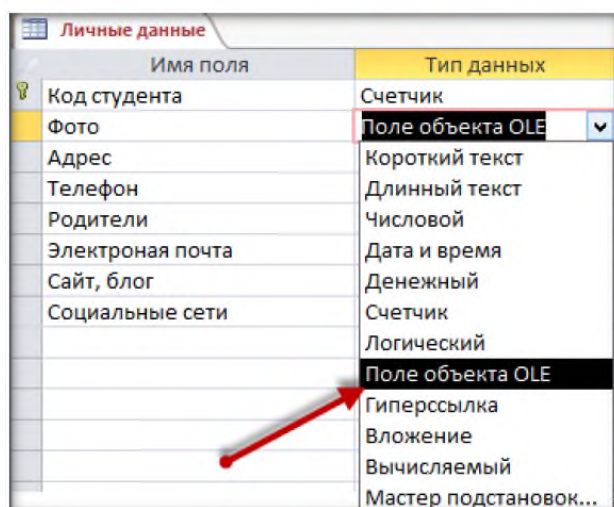 Личные данные
Имя поля Тип данных
Код студента Счетчик
Фото Поле объекта OLE
Адрес Короткий текст
Телефон Длинный текст
Родители Числовой
Электроная почта Дата и время
Сайт, блог Денежный
Социальные сети Счетчик
Логический
Поле объекта OLE
Гиперссылка
Вложение
Вычисляемый
Мастер подстановок...